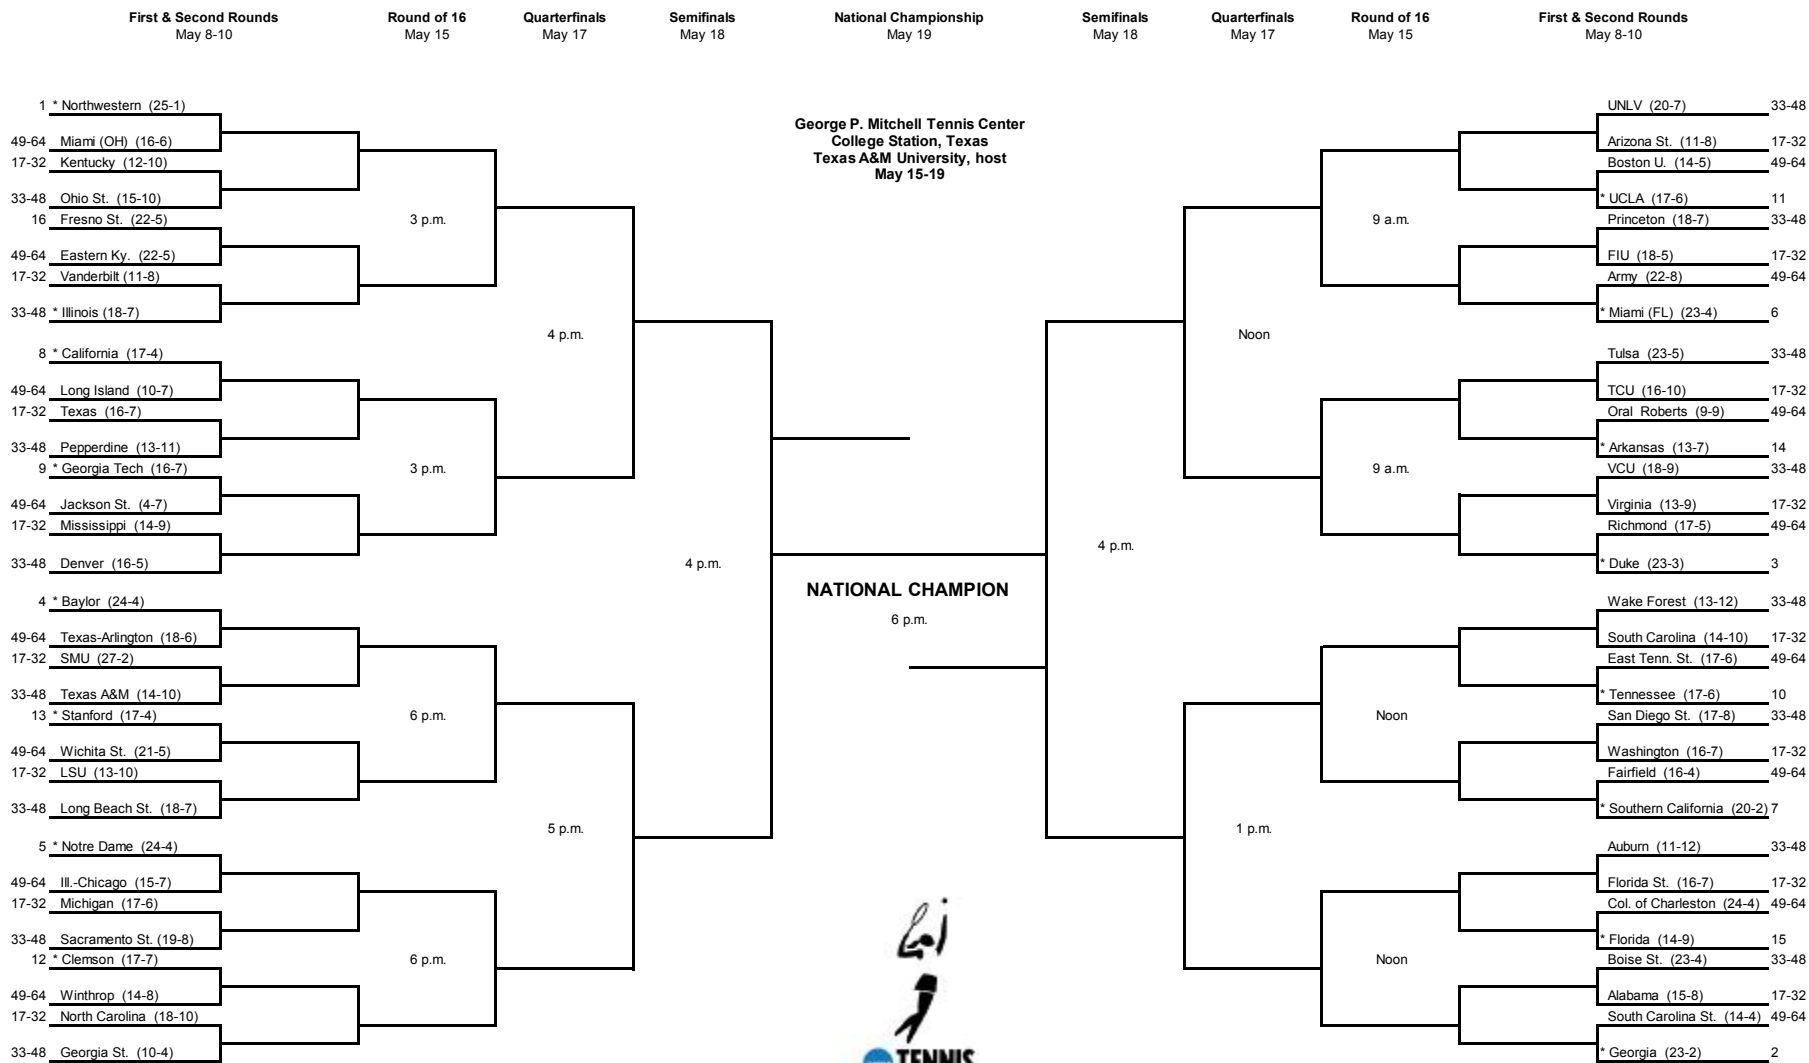 First & Second Rounds
May 8-10
Round of 16
May 15
Quarterfinals
May 17
Semifinals
May 18
National Championship
May 19
Semifinals
May 18
Quarterfinals
May 17
Round of 16
May 15
First & Second Rounds
May 8-10
George P. Mitchell Tennis Center
College Station, Texas
Texas A&M University, host
May 15-19
1 * Northwestern (25-1)
49-64 Miami (OH) (16-6)
17-32 Kentucky (12-10)
33-48 Ohio St. (15-10)
16 Fresno St. (22-5)
49-64 Eastern Ky. (22-5)
17-32 Vanderbilt (11-8)
33-48 * Illinois (18-7)
3 p.m.
4 p.m.
8 * California (17-4)
49-64 Long Island (10-7)
17-32 Texas (16-7)
33-48 Pepperdine (13-11)
9 * Georgia Tech (16-7)
49-64 Jackson St. (4-7)
17-32 Mississippi (14-9)
33-48 Denver (16-5)
3 p.m.
4 p.m.
4 * Baylor (24-4)
49-64 Texas-Arlington (18-6)
17-32 SMU (27-2)
33-48 Texas A&M (14-10)
13 * Stanford (17-4)
49-64 Wichita St. (21-5)
17-32 LSU (13-10)
33-48 Long Beach St. (18-7)
6 p.m.
5 p.m.
5 * Notre Dame (24-4)
49-64 Ill.-Chicago (15-7)
17-32 Michigan (17-6)
33-48 Sacramento St. (19-8)
12 * Clemson (17-7)
49-64 Winthrop (14-8)
17-32 North Carolina (18-10)
33-48 Georgia St. (10-4)
6 p.m.
NATIONAL CHAMPION
6 p.m.
UNLV (20-7) 33-48
Arizona St. (11-8) 17-32
Boston U. (14-5) 49-64
* UCLA (17-6) 11
Princeton (18-7) 33-48
FIU (18-5) 17-32
Army (22-8) 49-64
* Miami (FL) (23-4) 6
9 a.m.
Noon
Tulsa (23-5) 33-48
TCU (16-10) 17-32
Oral Roberts (9-9) 49-64
* Arkansas (13-7) 14
VCU (18-9) 33-48
Virginia (13-9) 17-32
Richmond (17-5) 49-64
* Duke (23-3) 3
9 a.m.
4 p.m.
Wake Forest (13-12) 33-48
South Carolina (14-10) 17-32
East Tenn. St. (17-6) 49-64
* Tennessee (17-6) 10
San Diego St. (17-8) 33-48
Washington (16-7) 17-32
Fairfield (16-4) 49-64
* Southern California (20-2) 7
Noon
1 p.m.
Auburn (11-12) 33-48
Florida St. (16-7) 17-32
Col. of Charleston (24-4) 49-64
* Florida (14-9) 15
Boise St. (23-4) 33-48
Alabama (15-8) 17-32
South Carolina St. (14-4) 49-64
* Georgia (23-2) 2
Noon
TENNIS